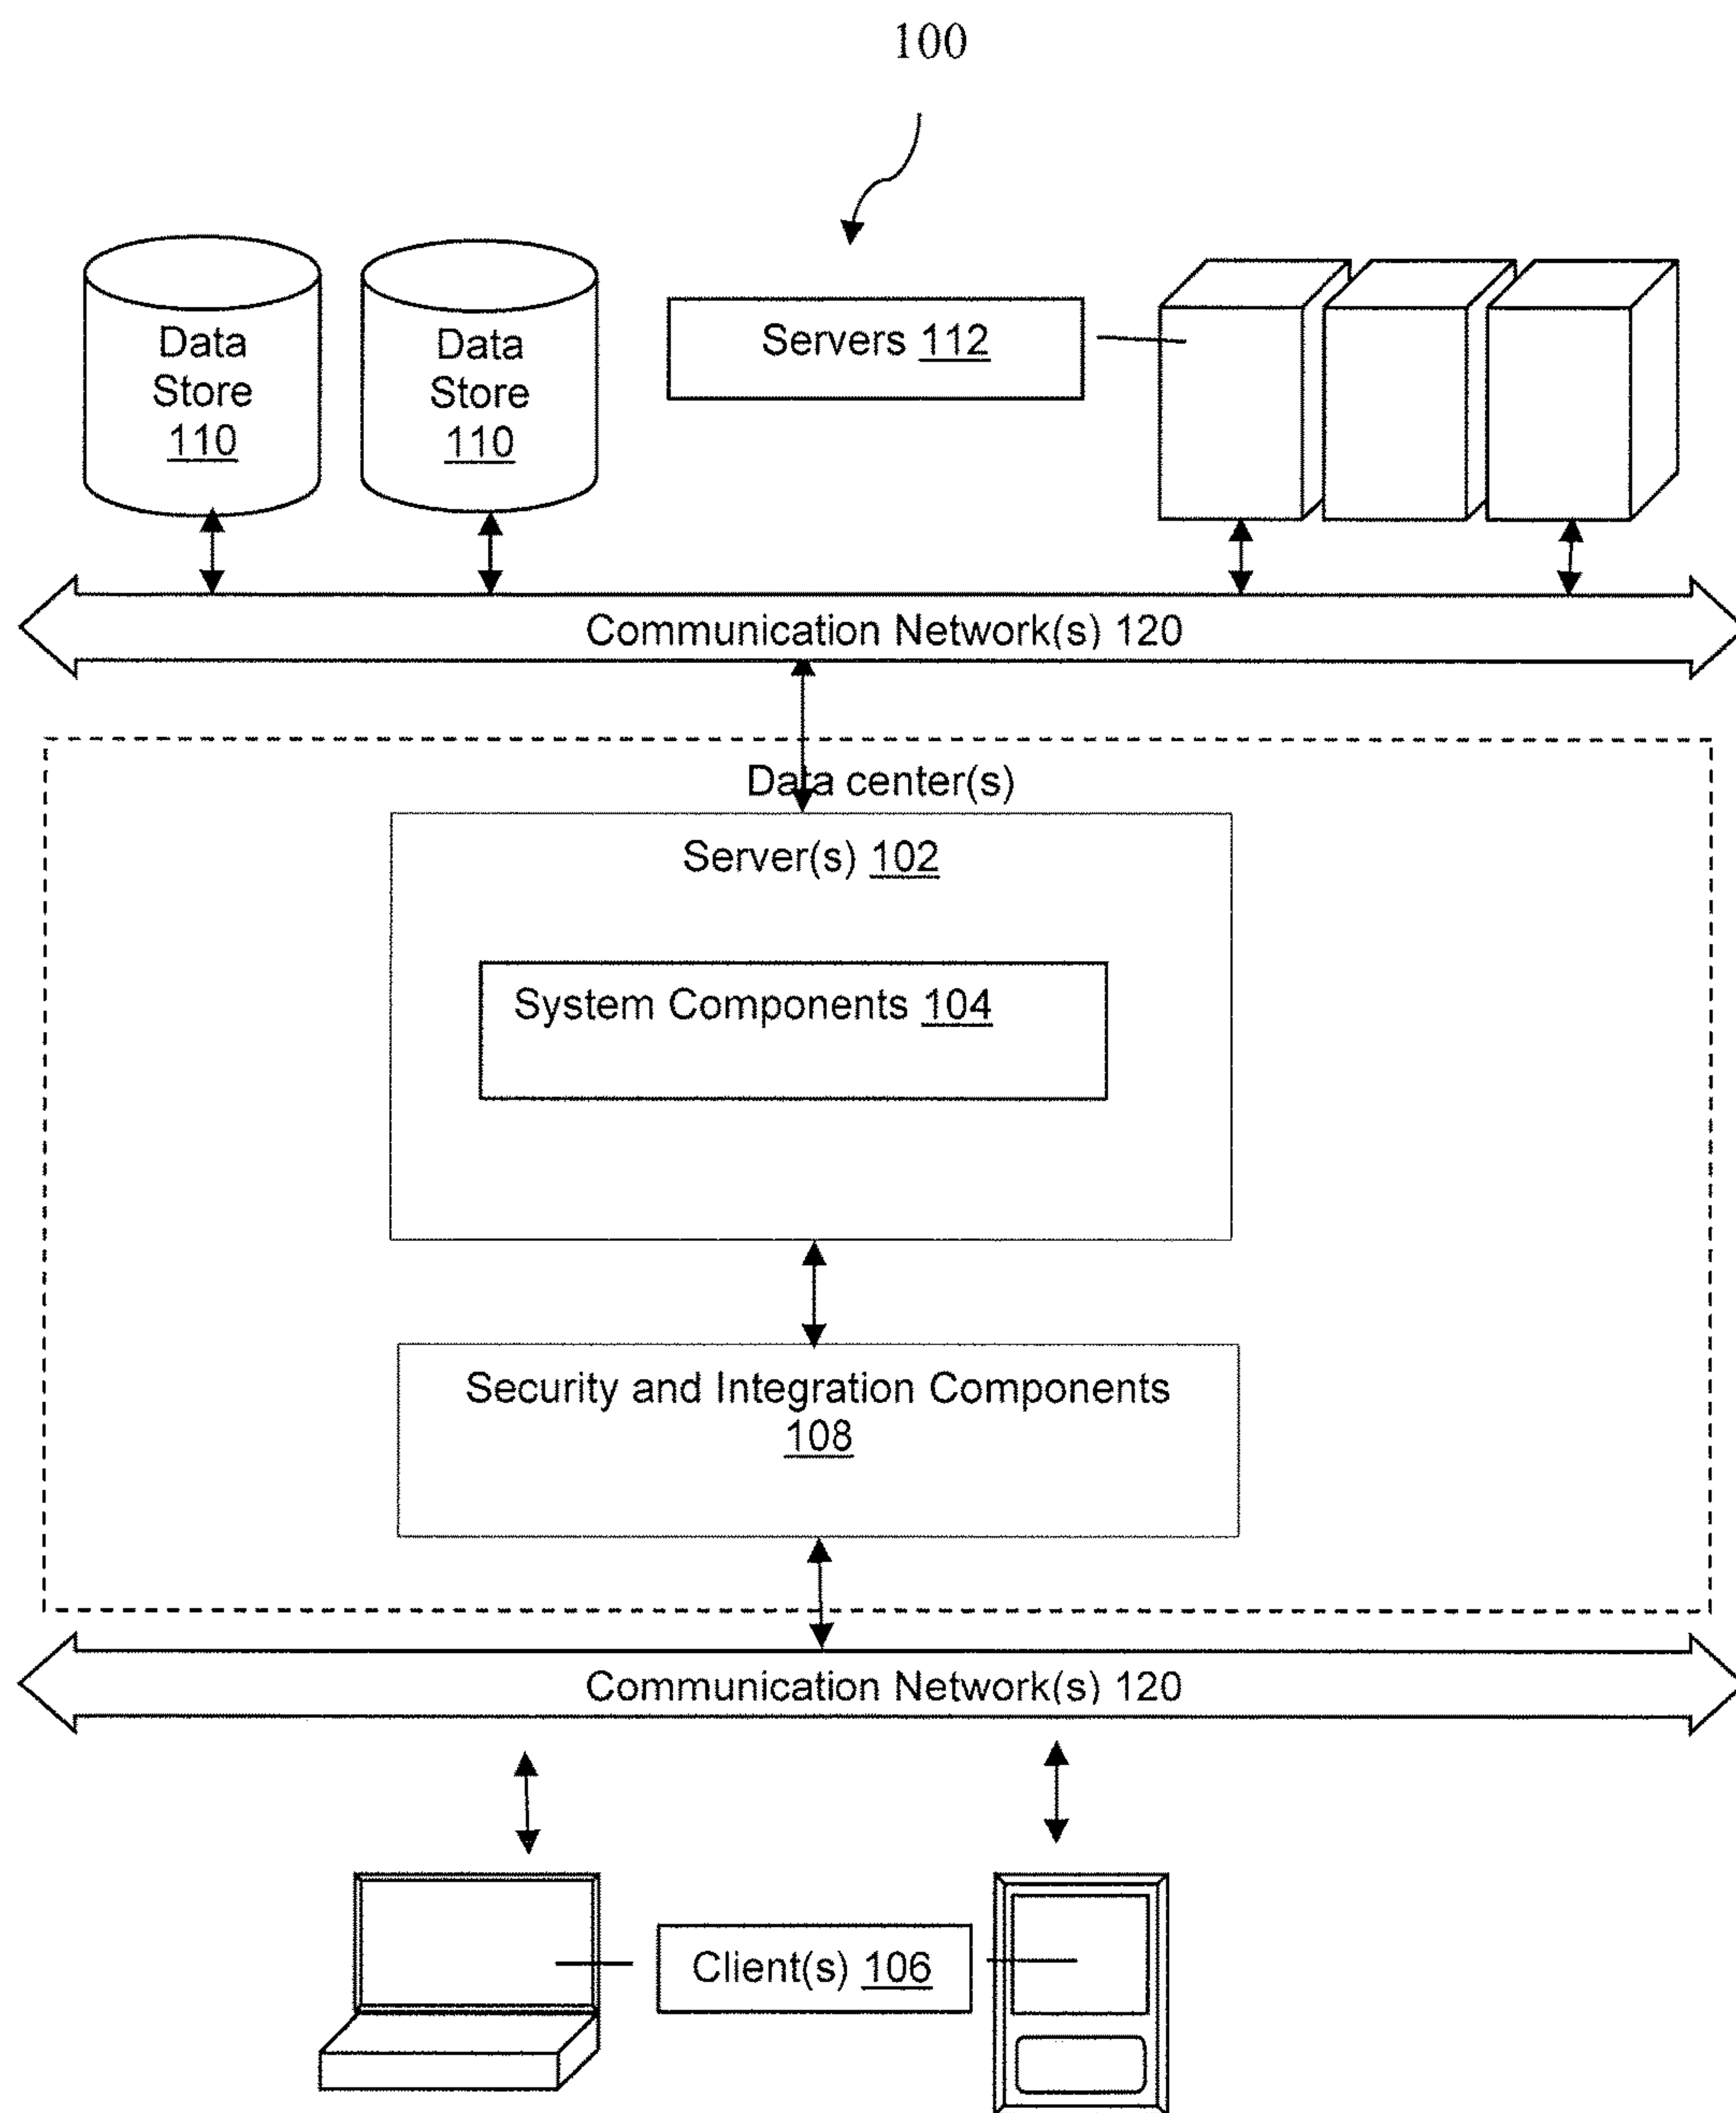 100
Data
Store
110
Data
Store
110
Servers 112
Communication Network(s) 120
Data center(s)
Server(s) 102
System Components 104
Security and Integration Components
108
Communication Network(s) 120
Client(s) 106